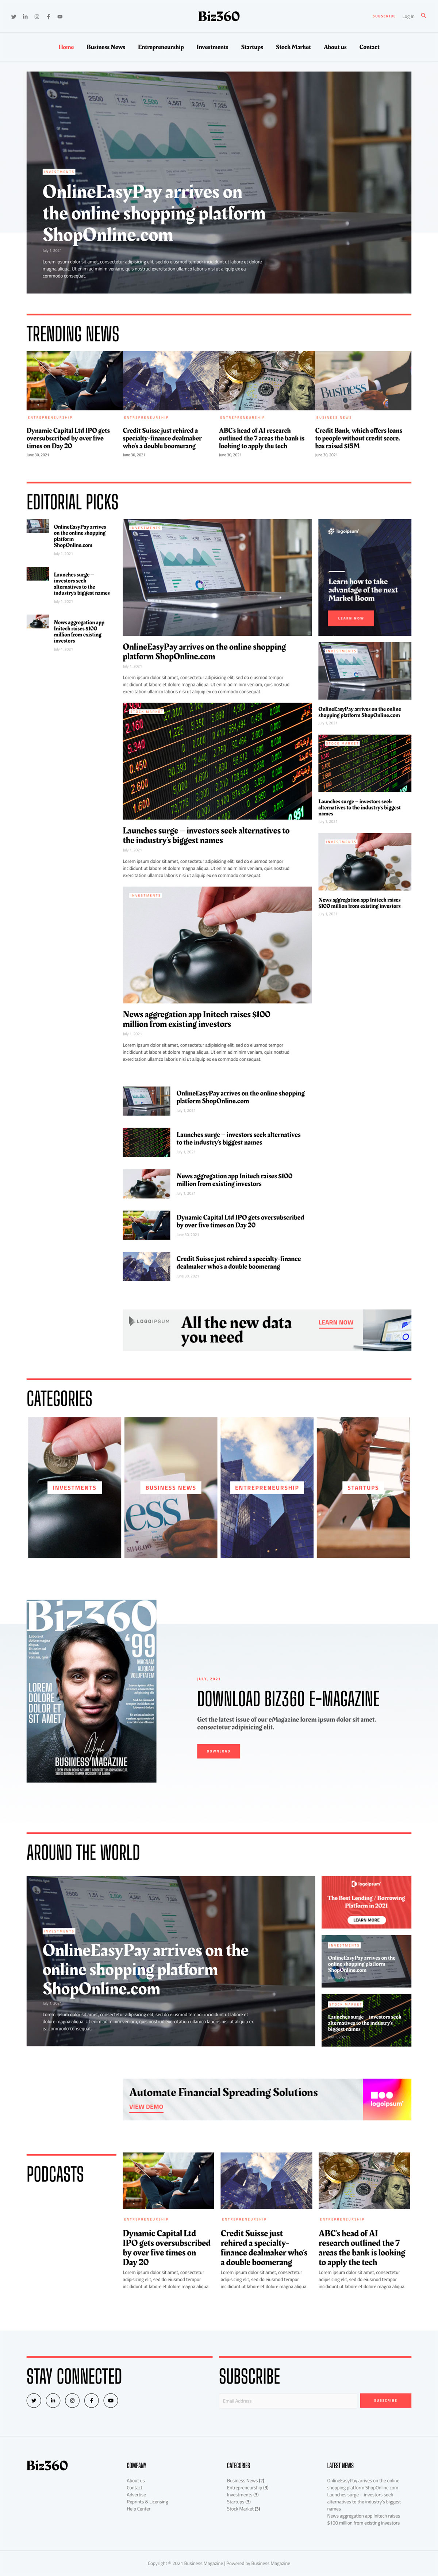 Biz360
SUBSCRIBE
Log In
Home
Business News
Entrepreneurship
Investments
Startups
Stock Market
About us
Contact
INVESTMENTS
OnlineEasyPay arrives on
the online shopping platform
ShopOnline.com
July 1, 2021
Lorem ipsum dolor sit amet, consectetur adipisicing elit, sed do eiusmod tempor incididunt ut labore et dolore
magna aliqua. Ut enim ad minim veniam, quis nostrud exercitation ullamco laboris nisi ut aliquip ex ea
commodo consequat.
TRENDING NEWS
ENTREPRENEURSHIP
Dynamic Capital Ltd IPO gets
oversubscribed by over five
times on Day 20
June 30, 2021
ENTREPRENEURSHIP
Credit Suisse just rehired a
specialty-finance dealmaker
who's a double boomerang
June 30, 2021
ENTREPRENEURSHIP
ABC's head of AI research
outlined the 7 areas the bank is
looking to apply the tech
June 30, 2021
BUSINESS NEWS
Credit Bank, which offers loans
to people without credit score,
has raised $15M
June 30, 2021
EDITORIAL PICKS
OnlineEasyPay arrives
on the online shopping
platform
ShopOnline.com
July 1, 2021
Launches surge – investors seek
alternatives to the
industry's biggest names
July 1, 2021
News aggregation app
Initech raises $100
million from existing
investors
July 1, 2021
INVESTMENTS
OnlineEasyPay arrives on the online shopping
platform ShopOnline.com
July 1, 2021
Lorem ipsum dolor sit amet, consectetur adipisicing elit, sed do eiusmod tempor
incididunt ut labore et dolore magna aliqua. Ut enim ad minim veniam, quis nostrud
exercitation ullamco laboris nisi ut aliquip ex ea commodo consequat.
STOCK MARKET
Launches surge – investors seek alternatives to
the industry's biggest names
July 1, 2021
Lorem ipsum dolor sit amet, consectetur adipisicing elit, sed do eiusmod tempor
incididunt ut labore et dolore magna aliqua. Ut enim ad minim veniam, quis nostrud
exercitation ullamco laboris nisi ut aliquip ex ea commodo consequat.
INVESTMENTS
News aggregation app Initech raises $100
million from existing investors
July 1, 2021
Lorem ipsum dolor sit amet, consectetur adipisicing elit, sed do eiusmod tempor
incididunt ut labore et dolore magna aliqua. Ut enim ad minim veniam, quis nostrud
exercitation ullamco laboris nisi ut aliquip ex ea commodo consequat.
OnlineEasyPay arrives on the online shopping
platform ShopOnline.com
July 1, 2021
Launches surge – investors seek alternatives
to the industry's biggest names
July 1, 2021
News aggregation app Initech raises $100
million from existing investors
July 1, 2021
Dynamic Capital Ltd IPO gets oversubscribed
by over five times on Day 20
June 30, 2021
Credit Suisse just rehired a specialty-finance
dealmaker who's a double boomerang
June 30, 2021
logoipsum
Learn how to take
advantage of the next
Market Boom
LEARN NOW
INVESTMENTS
OnlineEasyPay arrives on the online
shopping platform ShopOnline.com
July 1, 2021
STOCK MARKET
Launches surge – investors seek
alternatives to the industry's biggest
names
July 1, 2021
INVESTMENTS
News aggregation app Initech raises
$100 million from existing investors
July 1, 2021
LOGOIPSUM
All the new data
you need
LEARN NOW
CATEGORIES
INVESTMENTS
BUSINESS NEWS
ENTREPRENEURSHIP
STARTUPS
Biz360
'99
LOREM
DOLORE
ET SIT
AMET
BUSINESS MAGAZINE
DOWNLOAD BIZ360 E-MAGAZINE
Get the latest issue of our eMagazine lorem ipsum dolor sit amet,
consectetur adipisicing elit.
DOWNLOAD
AROUND THE WORLD
INVESTMENTS
OnlineEasyPay arrives on the
online shopping platform
ShopOnline.com
July 1, 2021
Lorem ipsum dolor sit amet, consectetur adipisicing elit, sed do eiusmod tempor incididunt ut labore et
dolore magna aliqua. Ut enim ad minim veniam, quis nostrud exercitation ullamco laboris nisi ut aliquip ex
ea commodo consequat.
logoipsum
The Best Lending / Borrowing
Platform in 2021
LEARN MORE
INVESTMENTS
OnlineEasyPay arrives on the
online shopping platform
ShopOnline.com
STOCK MARKET
Launches surge – investors seek
alternatives to the industry's
biggest names
July 1, 2021
Automate Financial Spreading Solutions
VIEW DEMO
logoipsum
PODCASTS
ENTREPRENEURSHIP
Dynamic Capital Ltd
IPO gets oversubscribed
by over five times on
Day 20
Lorem ipsum dolor sit amet, consectetur
adipisicing elit, sed do eiusmod tempor
incididunt ut labore et dolore magna aliqua.
ENTREPRENEURSHIP
Credit Suisse just
rehired a specialty-
finance dealmaker who's
a double boomerang
Lorem ipsum dolor sit amet, consectetur
adipisicing elit, sed do eiusmod tempor
incididunt ut labore et dolore magna aliqua.
ENTREPRENEURSHIP
ABC's head of AI
research outlined the 7
areas the bank is looking
to apply the tech
Lorem ipsum dolor sit amet, consectetur
adipisicing elit, sed do eiusmod tempor
incididunt ut labore et dolore magna aliqua.
STAY CONNECTED
SUBSCRIBE
Email Address
SUBSCRIBE
Biz360
COMPANY
About us
Contact
Advertise
Reprints & Licensing
Help Center
CATEGORIES
Business News (2)
Entrepreneurship (3)
Investments (3)
Startups (3)
Stock Market (3)
LATEST NEWS
OnlineEasyPay arrives on the online
shopping platform ShopOnline.com
Launches surge – investors seek
alternatives to the industry's biggest
names
News aggregation app Initech raises
$100 million from existing investors
Copyright © 2021 Business Magazine | Powered by Business Magazine